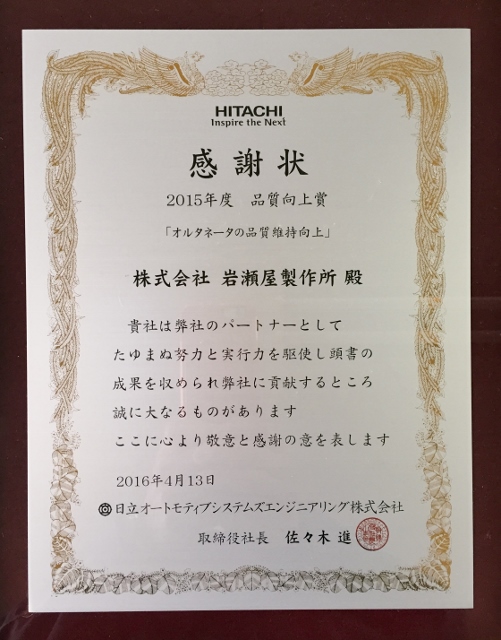 HITACHI
Inspire the Next
感謝状
2015年度 品質向上賞
「オルタネータの品質維持向上」
株式会社 岩瀬屋製作所 殿
貴社は弊社のパートナーとして
たゆまぬ努力と実行力を駆使し頭書の
成果を収められ弊社に貢献するところ
誠に大なるものがあります
ここに心より敬意と感謝の意を表します
2016年4月13日
日立オートモティブシステムズエンジニアリング株式会社
取締役社長 佐々木 進